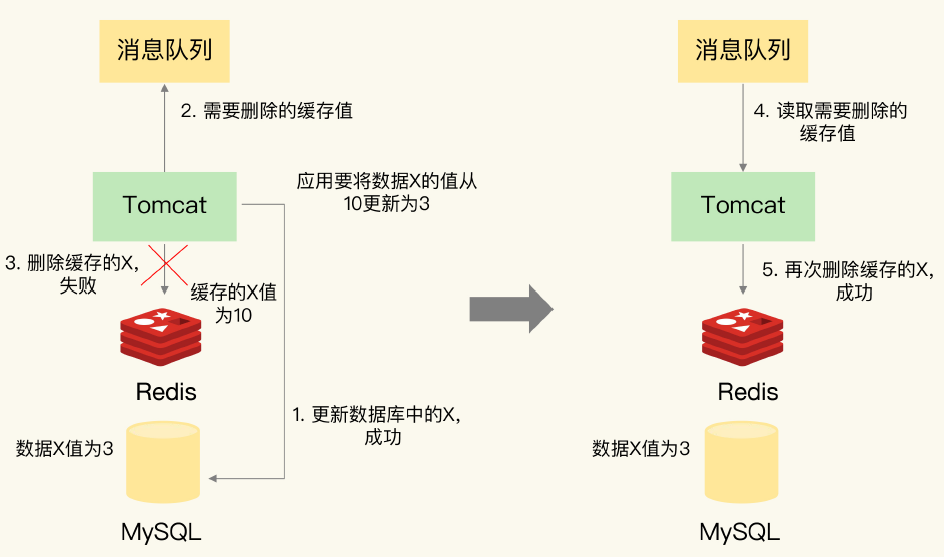 消息队列
2. 需要删除的缓存值
应用要将数据X的值从
10更新为3
Tomcat
3. 删除缓存的X，
失败
缓存的X值
为10
Redis
1. 更新数据库中的X，
成功
数据X值为3
MySQL
消息队列
4. 读取需要删除的
缓存值
Tomcat
5. 再次删除缓存的X，
成功
Redis
数据X值为3
MySQL